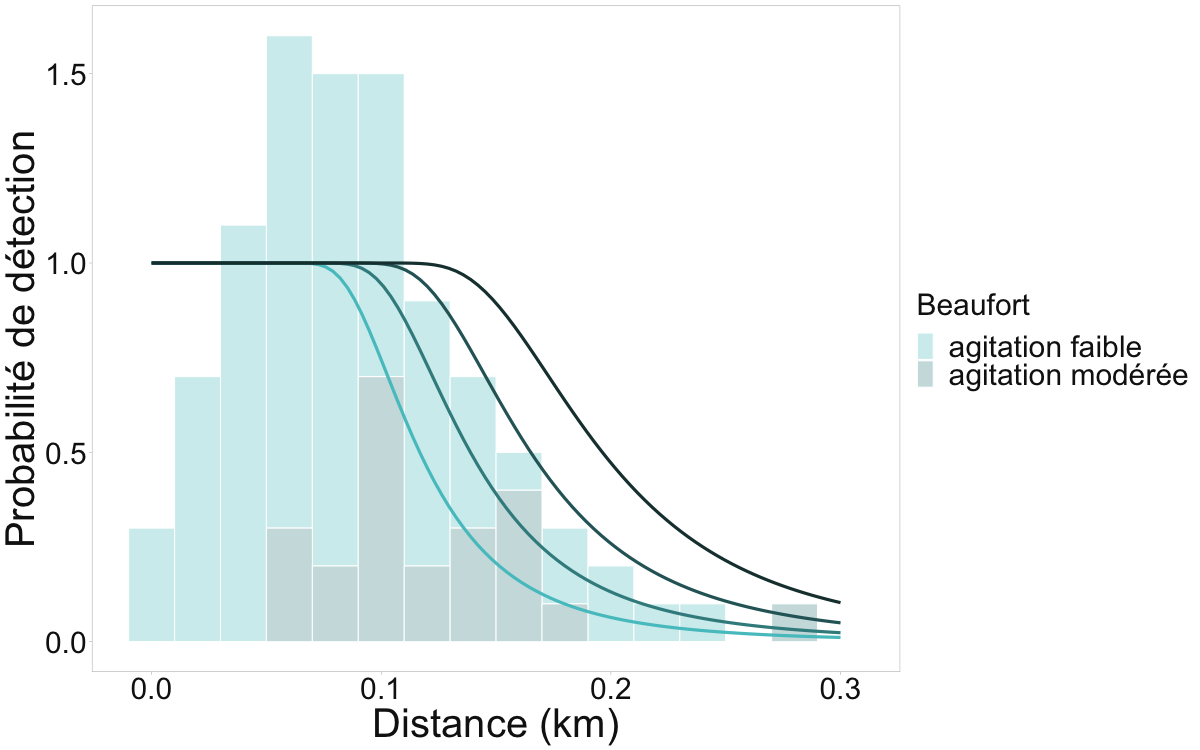 Probabilité de détection
1.5
1.0
0.5
0.0
0.0 0.1 0.2 0.3
Distance (km)
Beaufort
agitation faible
agitation modérée